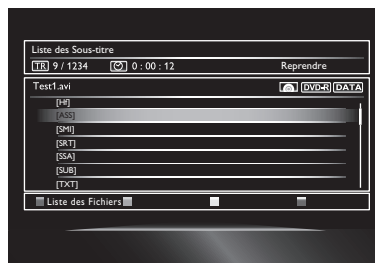 Liste des Sous-titre
TR 9 / 1234 0 : 00 : 12 Reprendre
Test1.avi DVD-R DATA
[Hf]
[ASS]
[SMI]
[SRT]
[SSA]
[SUB]
[TXT]
Liste des Fichiers